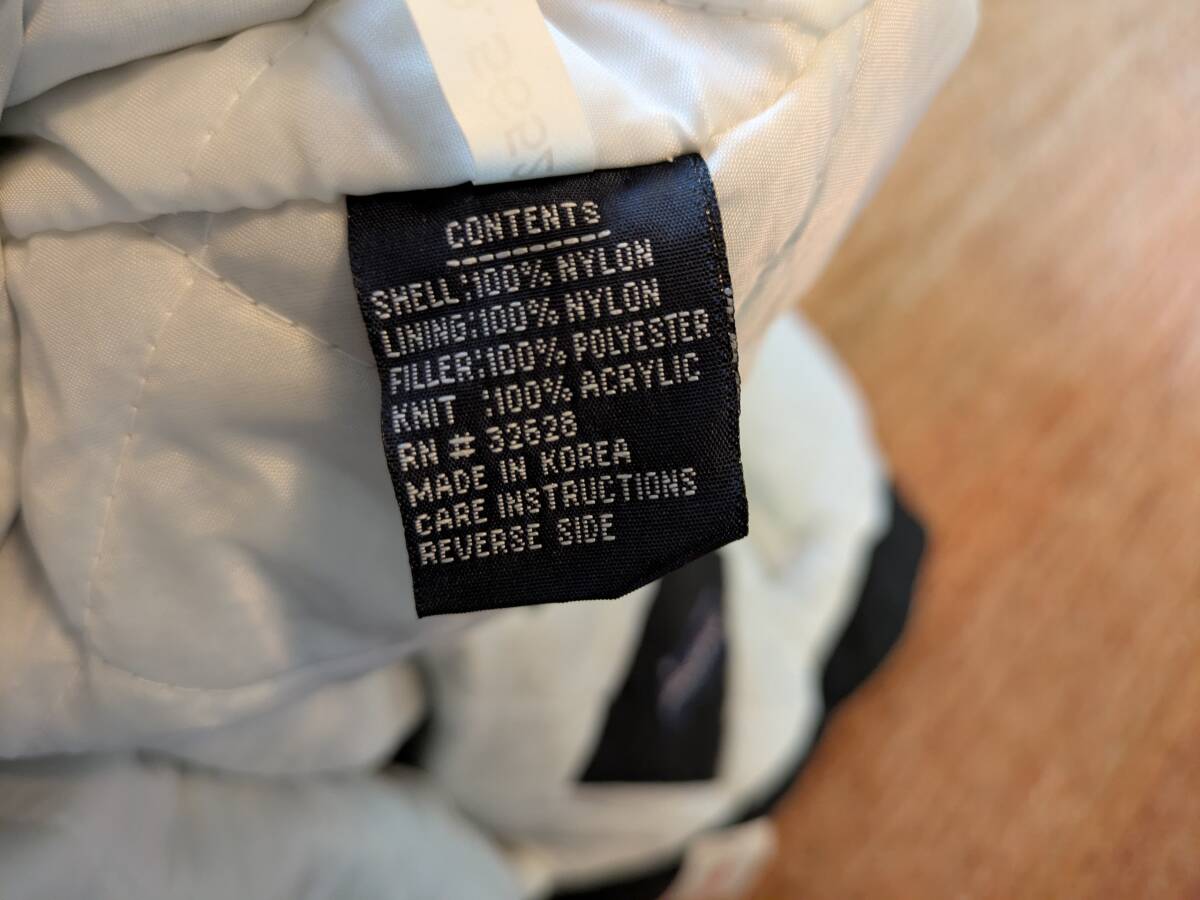 CONTENTS
SHELL:100% NYLON
LINING:100% NYLON
FILLER:100% POLYESTER
KNIT :100% ACRYLIC
RN # 32628
MADE IN KOREA
CARE INSTRUCTIONS
REVERSE SIDE